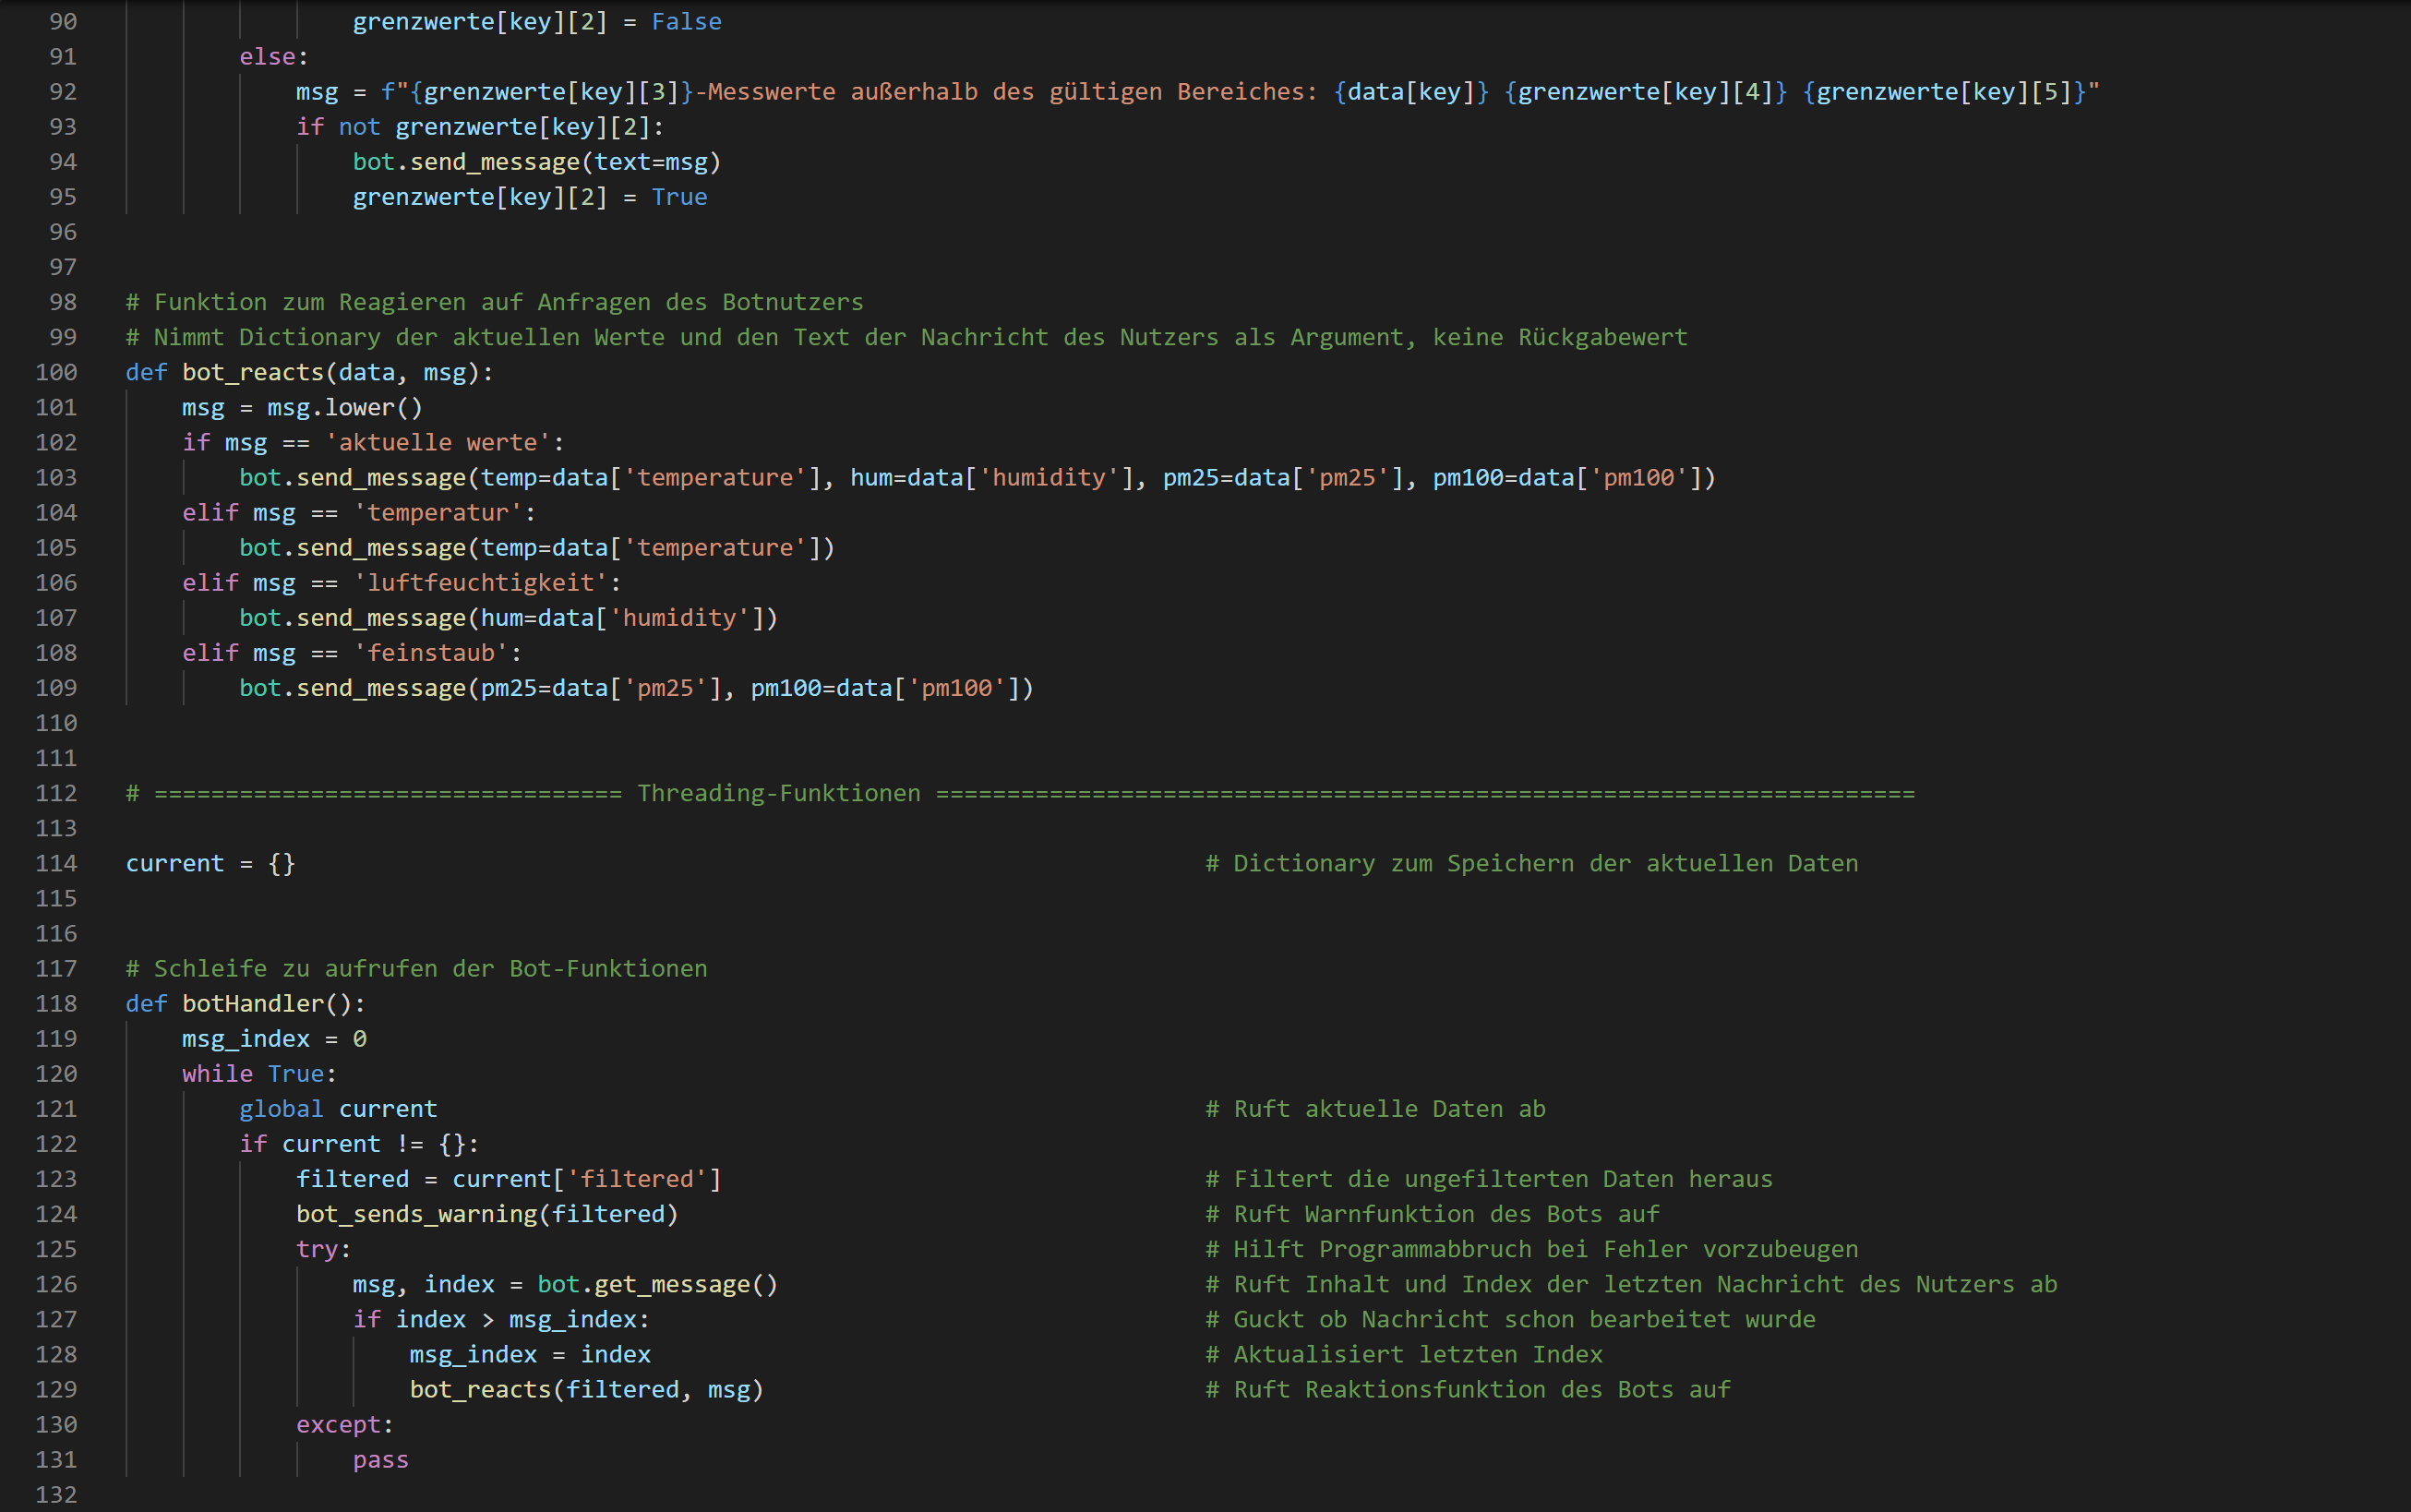 90                    grenzwerte[key][2] = False
91            else:
92                msg = f"{grenzwerte[key][3]}-Messwerte außerhalb des gültigen Bereiches: {data[key]} {grenzwerte[key][4]} {grenzwerte[key][5]}"
93                if not grenzwerte[key][2]:
94                    bot.send_message(text=msg)
95                    grenzwerte[key][2] = True
96
97
98    # Funktion zum Reagieren auf Anfragen des Botnutzers
99    # Nimmt Dictionary der aktuellen Werte und den Text der Nachricht des Nutzers als Argument, keine Rückgabewert
100    def bot_reacts(data, msg):
101        msg = msg.lower()
102        if msg == 'aktuelle werte':
103            bot.send_message(temp=data['temperature'], hum=data['humidity'], pm25=data['pm25'], pm100=data['pm100'])
104        elif msg == 'temperatur':
105            bot.send_message(temp=data['temperature'])
106        elif msg == 'luftfeuchtigkeit':
107            bot.send_message(hum=data['humidity'])
108        elif msg == 'feinstaub':
109            bot.send_message(pm25=data['pm25'], pm100=data['pm100'])
110
111
112    # ================================= Threading-Funktionen =====================================================================
113
114    current = {}    # Dictionary zum Speichern der aktuellen Daten
115
116
117    # Schleife zu aufrufen der Bot-Funktionen
118    def botHandler():
119        msg_index = 0
120        while True:
121            global current    # Ruft aktuelle Daten ab
122            if current != {}:
123                filtered = current['filtered']    # Filtert die ungefilterten Daten heraus
124                bot_sends_warning(filtered)    # Ruft Warnfunktion des Bots auf
125                try:    # Hilft Programmabbruch bei Fehler vorzubeugen
126                    msg, index = bot.get_message()    # Ruft Inhalt und Index der letzten Nachricht des Nutzers ab
127                    if index > msg_index:    # Guckt ob Nachricht schon bearbeitet wurde
128                        msg_index = index    # Aktualisiert letzten Index
129                        bot_reacts(filtered, msg)    # Ruft Reaktionsfunktion des Bots auf
130                except:
131                    pass
132